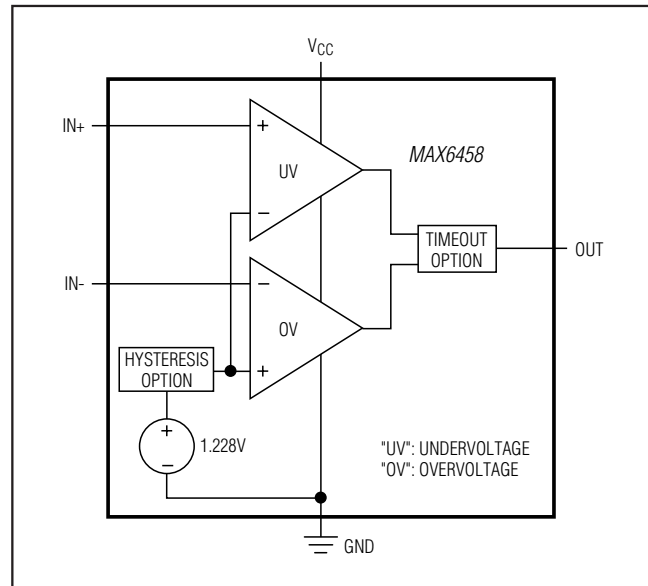 VCC
IN+
+
UV
−
MAX6458
TIMEOUT
OPTION
OUT
IN-
−
OV
+
HYSTERESIS
OPTION
+
−
1.228V
"UV": UNDERVOLTAGE
"OV": OVERVOLTAGE
GND